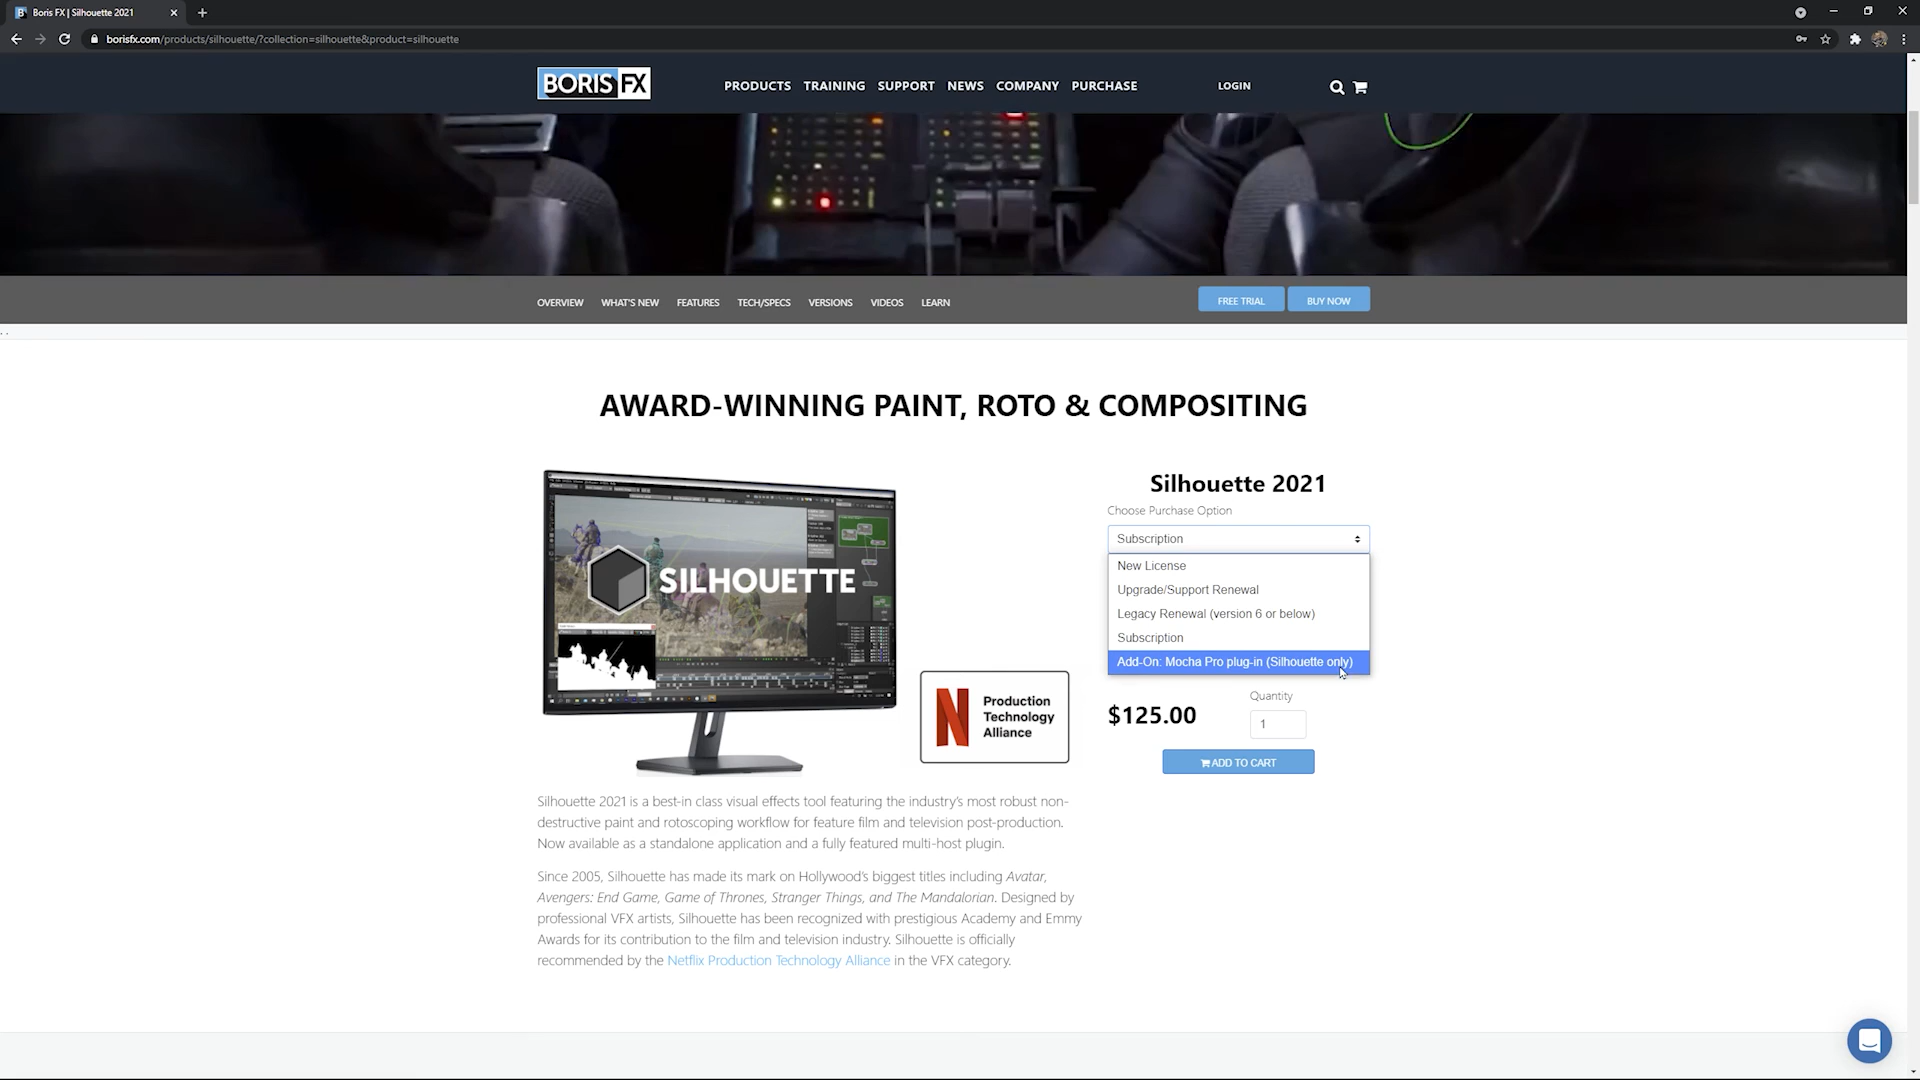 Boris FX | Silhouette 2021
borisfx.com/products/silhouette/?collection=silhouette&product=silhouette
BORIS FX
PRODUCTS TRAINING SUPPORT NEWS COMPANY PURCHASE LOGIN
OVERVIEW WHAT'S NEW FEATURES TECH/SPECS VERSIONS VIDEOS LEARN FREE TRIAL BUY NOW
AWARD-WINNING PAINT, ROTO & COMPOSITING
SILHOUETTE
Production
Technology
Alliance
Silhouette 2021
Choose Purchase Option
Subscription
New License
Upgrade/Support Renewal
Legacy Renewal (version 6 or below)
Subscription
Add-On: Mocha Pro plug-in (Silhouette only)
Quantity
$125.00
1
ADD TO CART
Silhouette 2021 is a best-in class visual effects tool featuring the industry's most robust non-
destructive paint and rotoscoping workflow for feature film and television post-production.
Now available as a standalone application and a fully featured multi-host plugin.
Since 2005, Silhouette has made its mark on Hollywood's biggest titles including Avatar,
Avengers: End Game, Game of Thrones, Stranger Things, and The Mandalorian. Designed by
professional VFX artists, Silhouette has been recognized with prestigious Academy and Emmy
Awards for its contribution to the film and television industry. Silhouette is officially
recommended by the Netflix Production Technology Alliance in the VFX category.